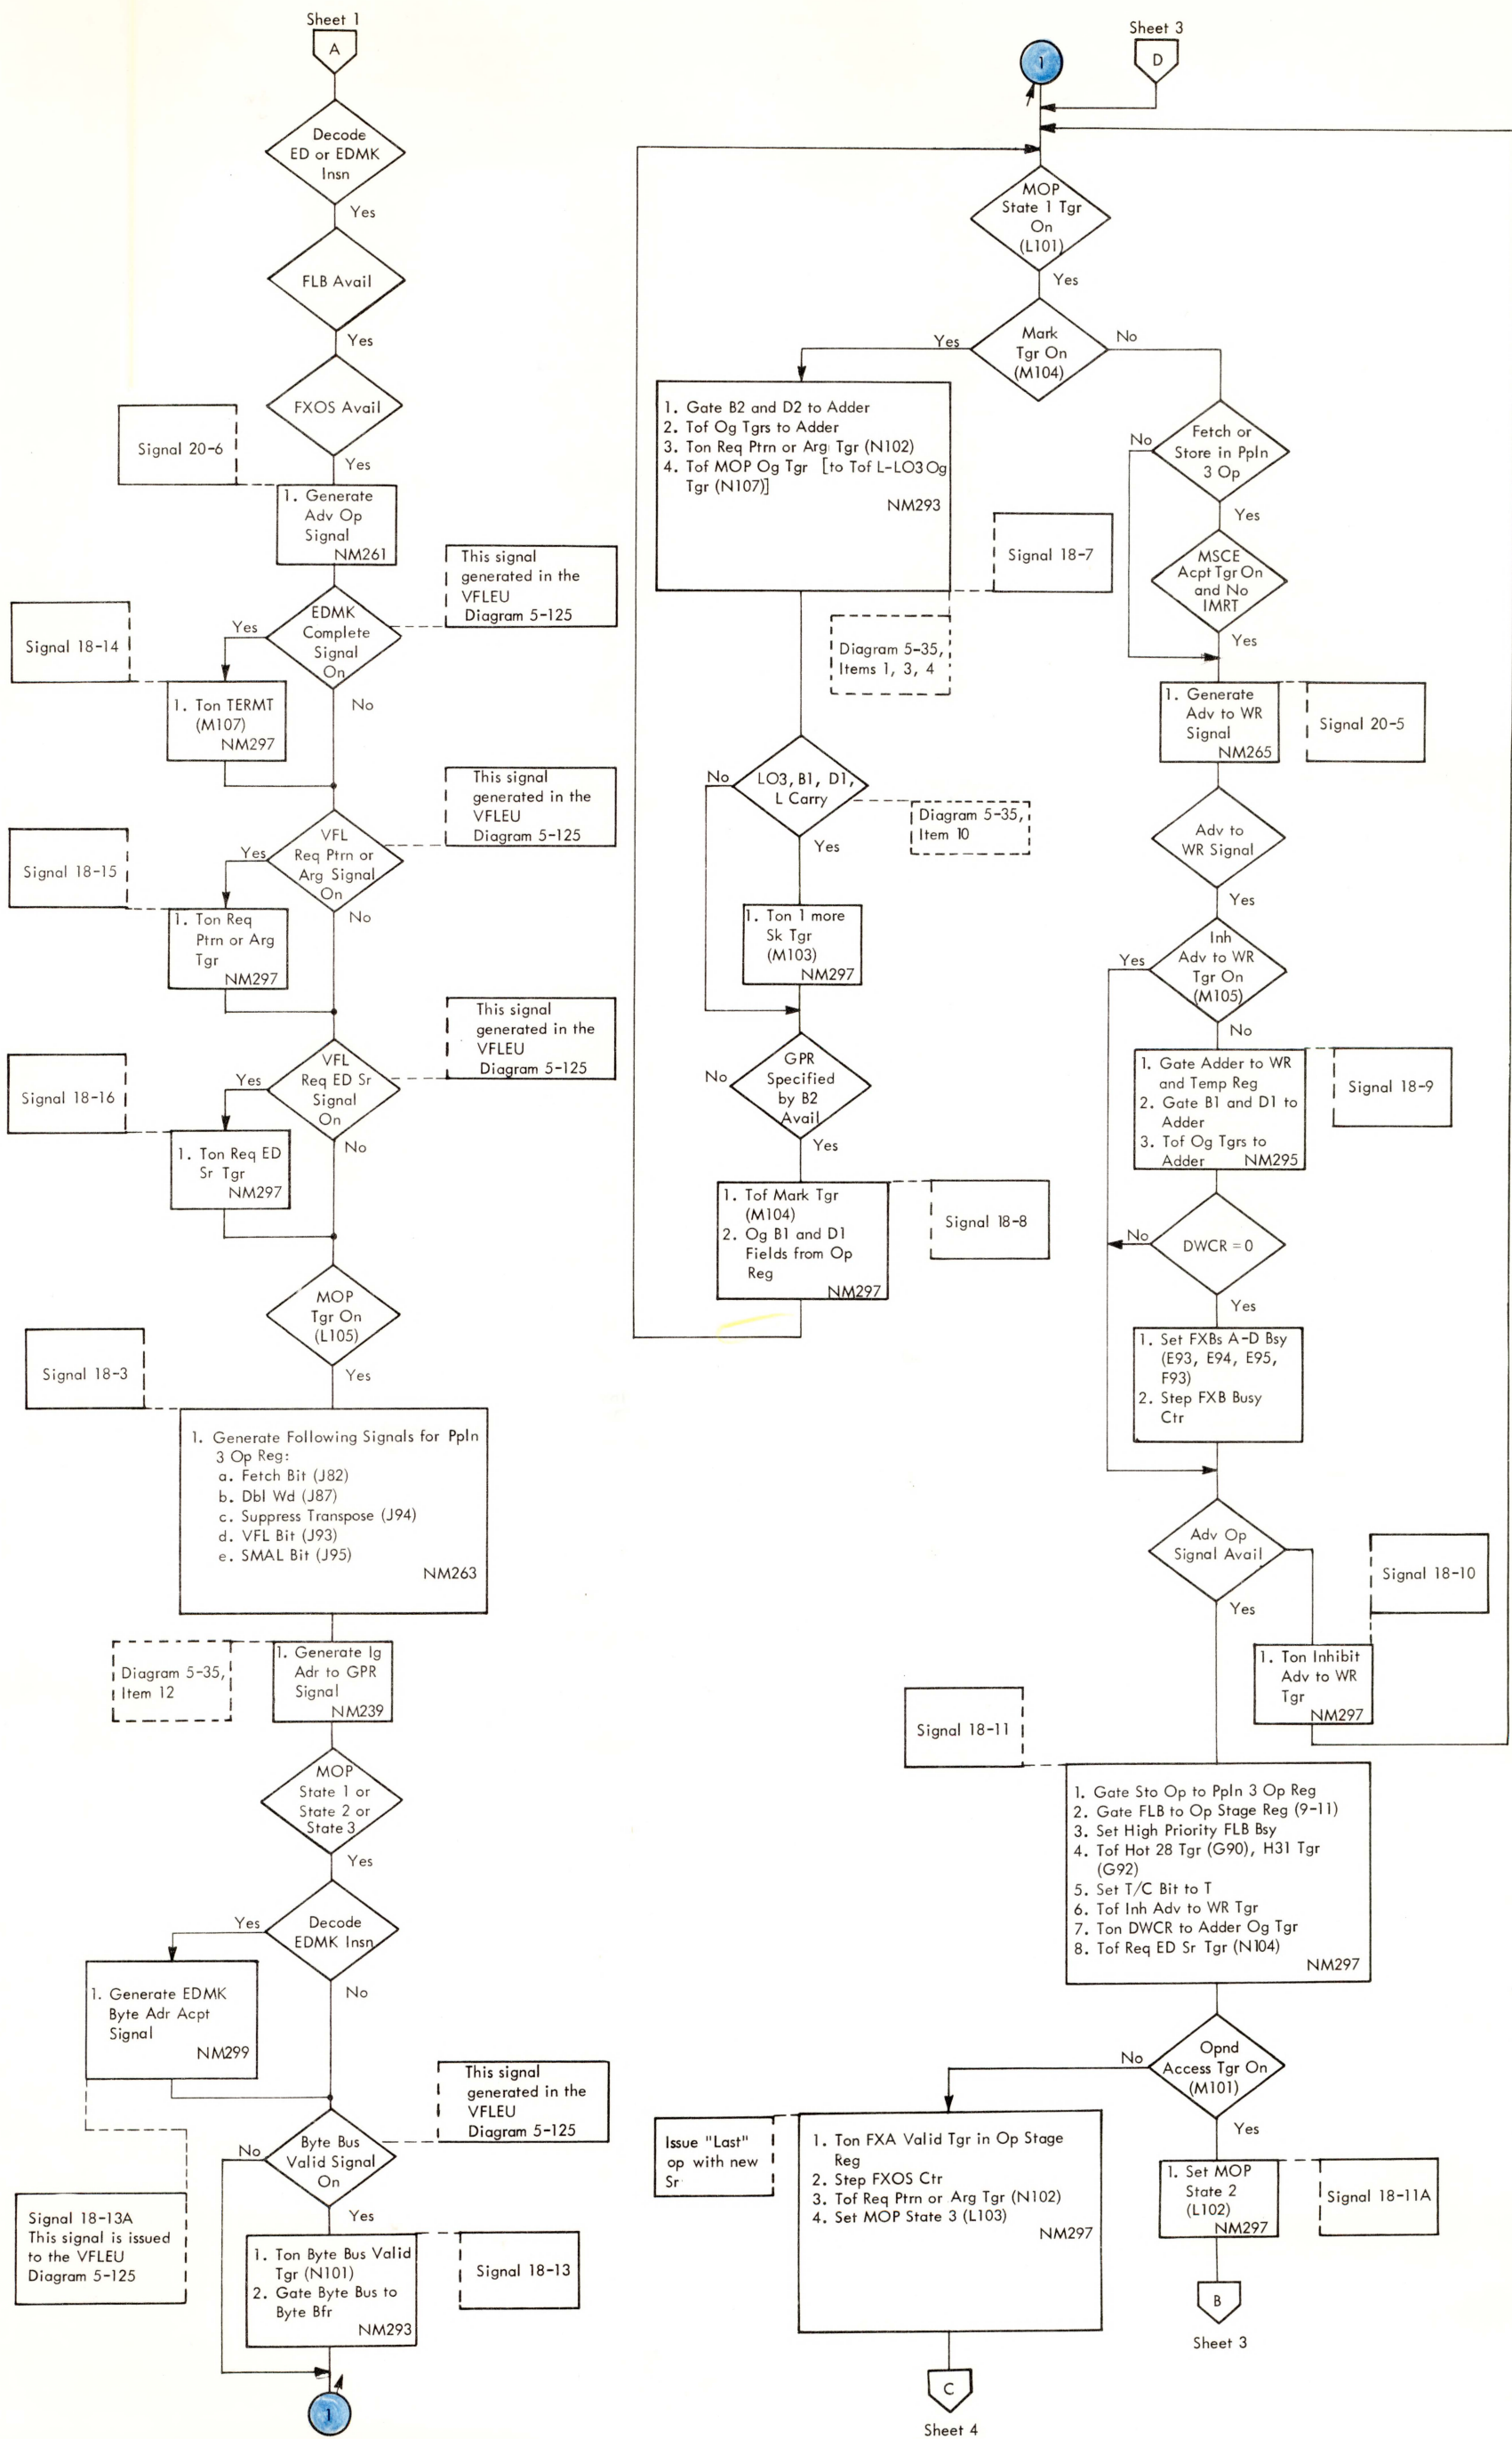 Sheet 1
A
Decode
ED or EDMK
Insn
Yes
FLB Avail
Yes
FXOS Avail
Yes
Signal 20-6
1. Generate
Adv Op
Signal
NM261
This signal
generated in the
VFLEU
Diagram 5-125
EDMK
Complete
Signal
On
Yes
No
Signal 18-14
1. Ton TERMT
(M107)
NM297
This signal
generated in the
VFLEU
Diagram 5-125
VFL
Req Ptrn or
Arg Signal
On
Yes
No
Signal 18-15
1. Ton Req
Ptrn or Arg
Tgr
NM297
This signal
generated in the
VFLEU
Diagram 5-125
VFL
Req ED Sr
Signal
On
Yes
No
Signal 18-16
1. Ton Req ED
Sr Tgr
NM297
MOP
Tgr On
(L105)
Yes
Signal 18-3
1. Generate Following Signals for Ppln
3 Op Reg:
a. Fetch Bit (J82)
b. Dbl Wd (J87)
c. Suppress Transpose (J94)
d. VFL Bit (J93)
e. SMAL Bit (J95)
NM263
Diagram 5-35,
Item 12
1. Generate Ig
Adr to GPR
Signal
NM239
MOP
State 1 or
State 2 or
State 3
Yes
Decode
EDMK Insn
Yes
No
1. Generate EDMK
Byte Adr Acpt
Signal
NM299
This signal
generated in the
VFLEU
Diagram 5-125
Byte Bus
Valid Signal
On
No
Yes
Signal 18-13A
This signal is issued
to the VFLEU
Diagram 5-125
1. Ton Byte Bus Valid
Tgr (N101)
2. Gate Byte Bus to
Byte Bfr
NM293
Signal 18-13
1
1
Sheet 3
D
MOP
State 1 Tgr
On
(L101)
Yes
Mark
Tgr On
(M104)
Yes
No
1. Gate B2 and D2 to Adder
2. Tof Og Tgrs to Adder
3. Ton Req Ptrn or Arg Tgr (N102)
4. Tof MOP Og Tgr [to Tof L-LO3 Og
Tgr (N107)]
NM293
Signal 18-7
Diagram 5-35,
Items 1, 3, 4
LO3, B1, D1,
L Carry
No
Yes
Diagram 5-35,
Item 10
1. Ton 1 more
Sk Tgr
(M103)
NM297
GPR
Specified
by B2
Avail
No
Yes
1. Tof Mark Tgr
(M104)
2. Og B1 and D1
Fields from Op
Reg
NM297
Signal 18-8
Fetch or
Store in Ppln
3 Op
No
Yes
MSCE
Acpt Tgr On
and No
IMRT
Yes
1. Generate
Adv to WR
Signal
NM265
Signal 20-5
Adv to
WR Signal
Yes
Inh
Adv to WR
Tgr On
(M105)
Yes
No
1. Gate Adder to WR
and Temp Reg
2. Gate B1 and D1 to
Adder
3. Tof Og Tgrs to
Adder NM295
Signal 18-9
DWCR = 0
No
Yes
1. Set FXBs A-D Bsy
(E93, E94, E95,
F93)
2. Step FXB Busy
Ctr
Adv Op
Signal Avail
Yes
Signal 18-10
1. Ton Inhibit
Adv to WR
Tgr
NM297
Signal 18-11
1. Gate Sto Op to Ppln 3 Op Reg
2. Gate FLB to Op Stage Reg (9-11)
3. Set High Priority FLB Bsy
4. Tof Hot 28 Tgr (G90), H31 Tgr
(G92)
5. Set T/C Bit to T
6. Tof Inh Adv to WR Tgr
7. Ton DWCR to Adder Og Tgr
8. Tof Req ED Sr Tgr (N104)
NM297
Opnd
Access Tgr On
(M101)
No
Yes
Issue "Last"
op with new
Sr
1. Ton FXA Valid Tgr in Op Stage
Reg
2. Step FXOS Ctr
3. Tof Req Ptrn or Arg Tgr (N102)
4. Set MOP State 3 (L103)
NM297
1. Set MOP
State 2
(L102)
NM297
Signal 18-11A
B
Sheet 3
C
Sheet 4